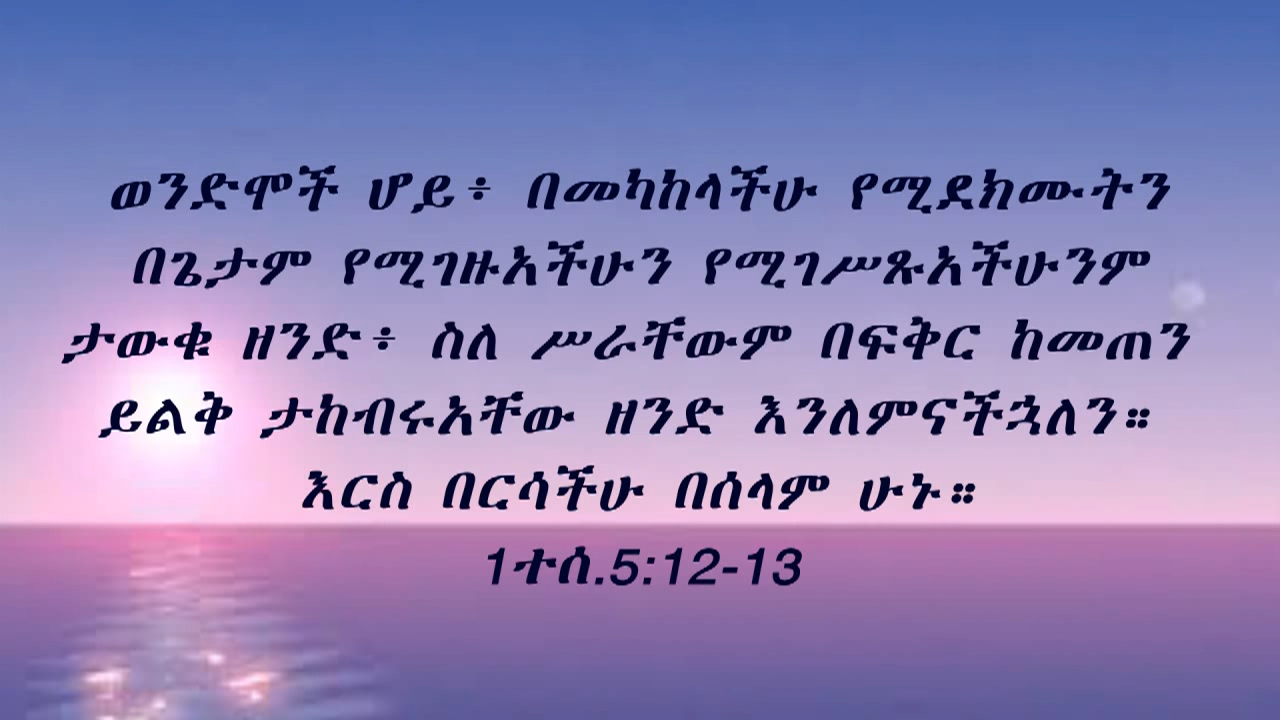 ወንድሞች ሆይ፥ በመካከላችሁ የሚደክሙትን
በጌታም የሚገዙአችሁን የሚገሥጹአችሁንም
ታውቁ ዘንድ፥ ስለ ሥራቸውም በፍቅር ከመጠን
ይልቅ ታከብሩአቸው ዘንድ እንለምናችኋለን።
እርስ በርሳችሁ በሰላም ሁኑ።
1ተሰ.5:12-13